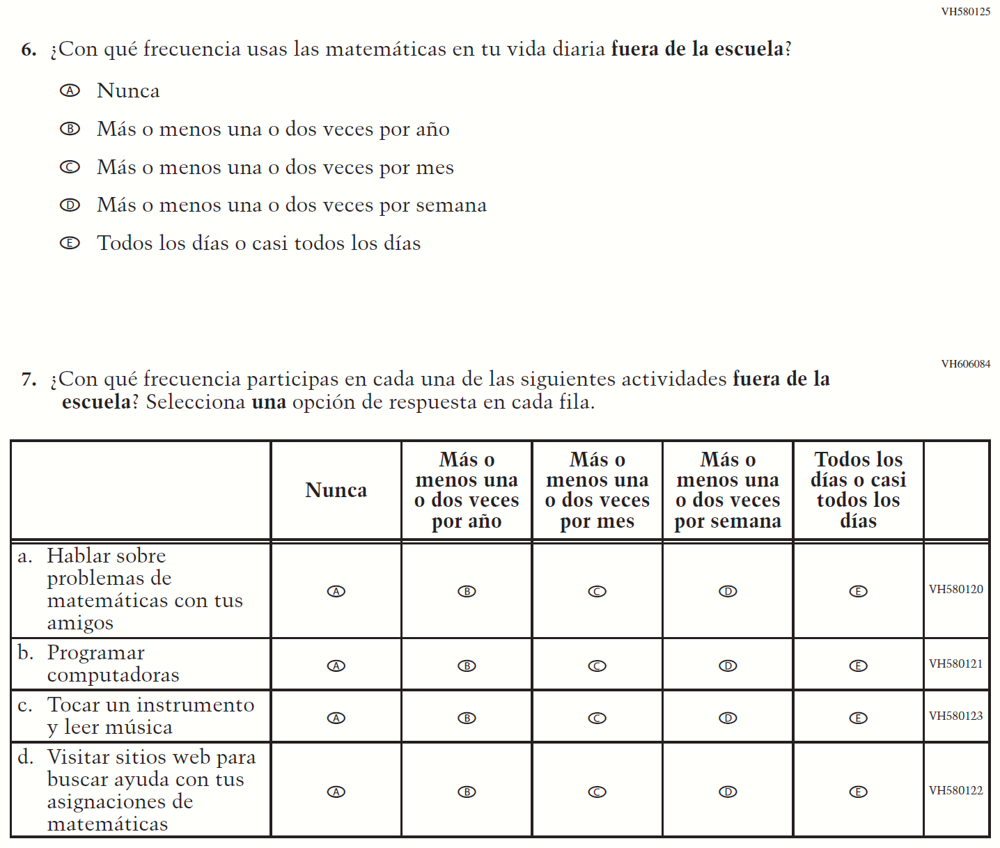 VH580125
6. ¿Con qué frecuencia usas las matemáticas en tu vida diaria fuera de la escuela?
A Nunca
B Más o menos una o dos veces por año
C Más o menos una o dos veces por mes
D Más o menos una o dos veces por semana
E Todos los días o casi todos los días
VH606084
7. ¿Con qué frecuencia participas en cada una de las siguientes actividades fuera de la
escuela? Selecciona una opción de respuesta en cada fila.
Nunca
Más o
menos una
o dos veces
por año
Más o
menos una
o dos veces
por mes
Más o
menos una
o dos veces
por semana
Todos los
días o casi
todos los
días
a. Hablar sobre
problemas de
matemáticas con tus
amigos
A B C D E VH580120
b. Programar
computadoras
A B C D E VH580121
c. Tocar un instrumento
y leer música
A B C D E VH580123
d. Visitar sitios web para
buscar ayuda con tus
asignaciones de
matemáticas
A B C D E VH580122